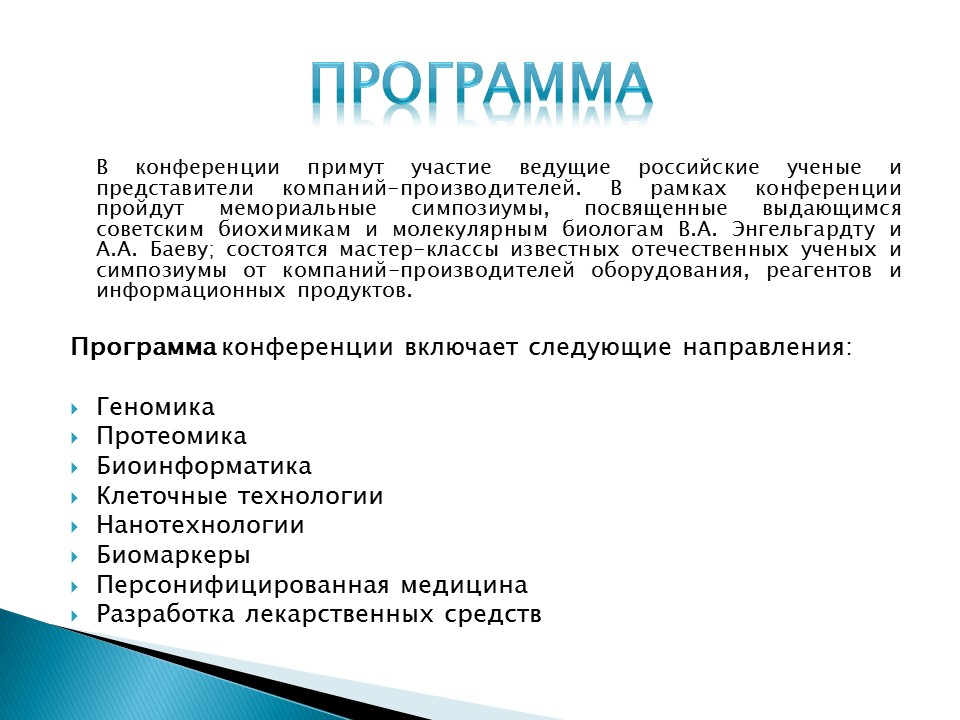 ПРОГРАММА
В конференции примут участие ведущие российские ученые и
представители компаний-производителей. В рамках конференции
пройдут мемориальные симпозиумы, посвященные выдающимся
советским биохимикам и молекулярным биологам В.А. Энгельгардту и
А.А. Баеву; состоятся мастер-классы известных отечественных ученых и
симпозиумы от компаний-производителей оборудования, реагентов и
информационных продуктов.
Программа конференции включает следующие направления:
Геномика
Протеомика
Биоинформатика
Клеточные технологии
Нанотехнологии
Биомаркеры
Персонифицированная медицина
Разработка лекарственных средств